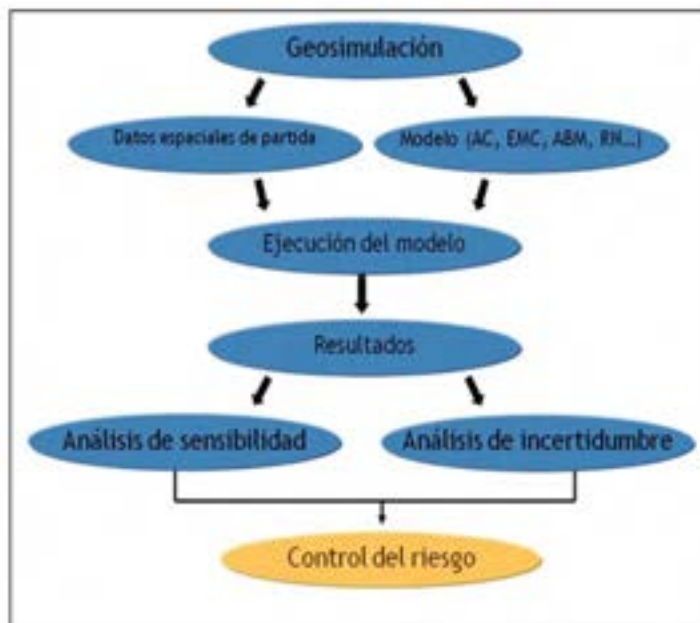 Geosimulación
Datos espaciales de partida
Modelo (AC, EMC, ABM, RN...)
Ejecución del modelo
Resultados
Análisis de sensibilidad
Análisis de incertidumbre
Control del riesgo